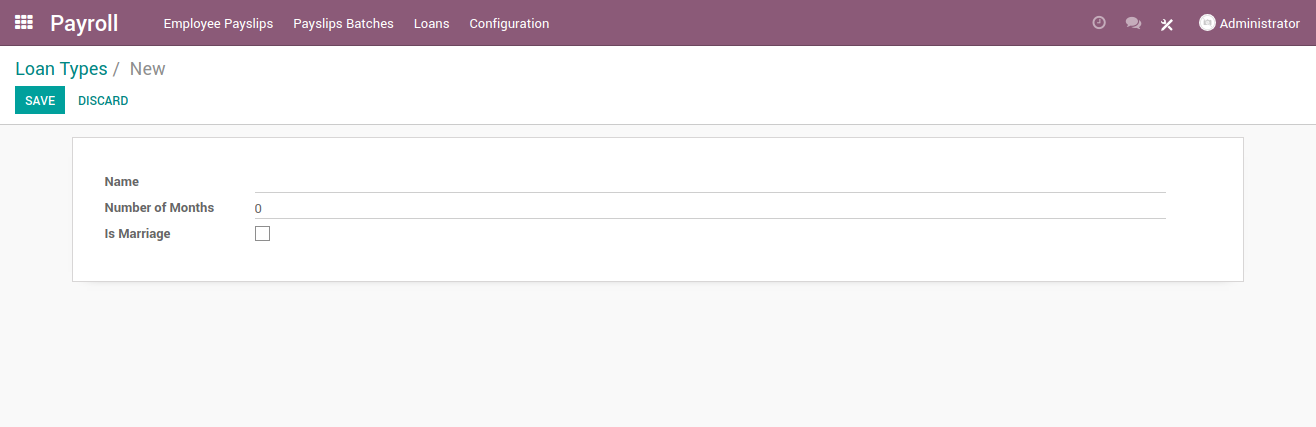 Payroll Employee Payslips Payslips Batches Loans Configuration Administrator
Loan Types / New
SAVE DISCARD
Name
Number of Months 0
Is Marriage